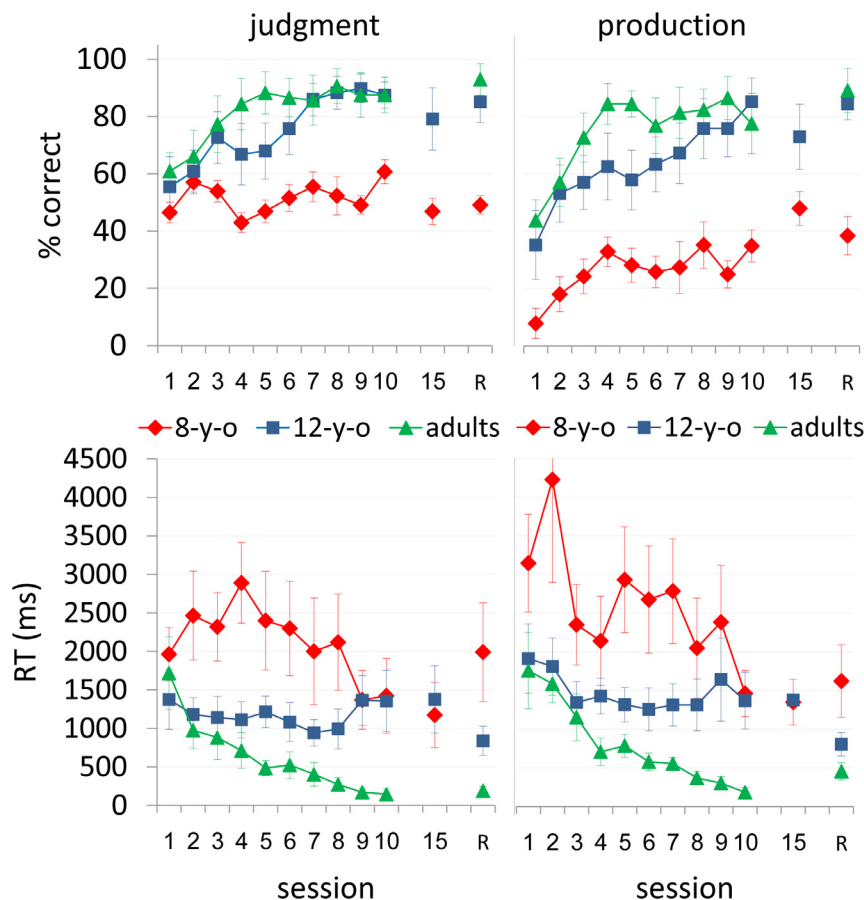 judgment production
% correct
100
80
60
40
20
0
1 2 3 4 5 6 7 8 9 10 15 R
1 2 3 4 5 6 7 8 9 10 15 R
8-y-o 12-y-o adults 8-y-o 12-y-o adults
RT (ms)
4500
4000
3500
3000
2500
2000
1500
1000
500
0
1 2 3 4 5 6 7 8 9 10 15 R
1 2 3 4 5 6 7 8 9 10 15 R
session session